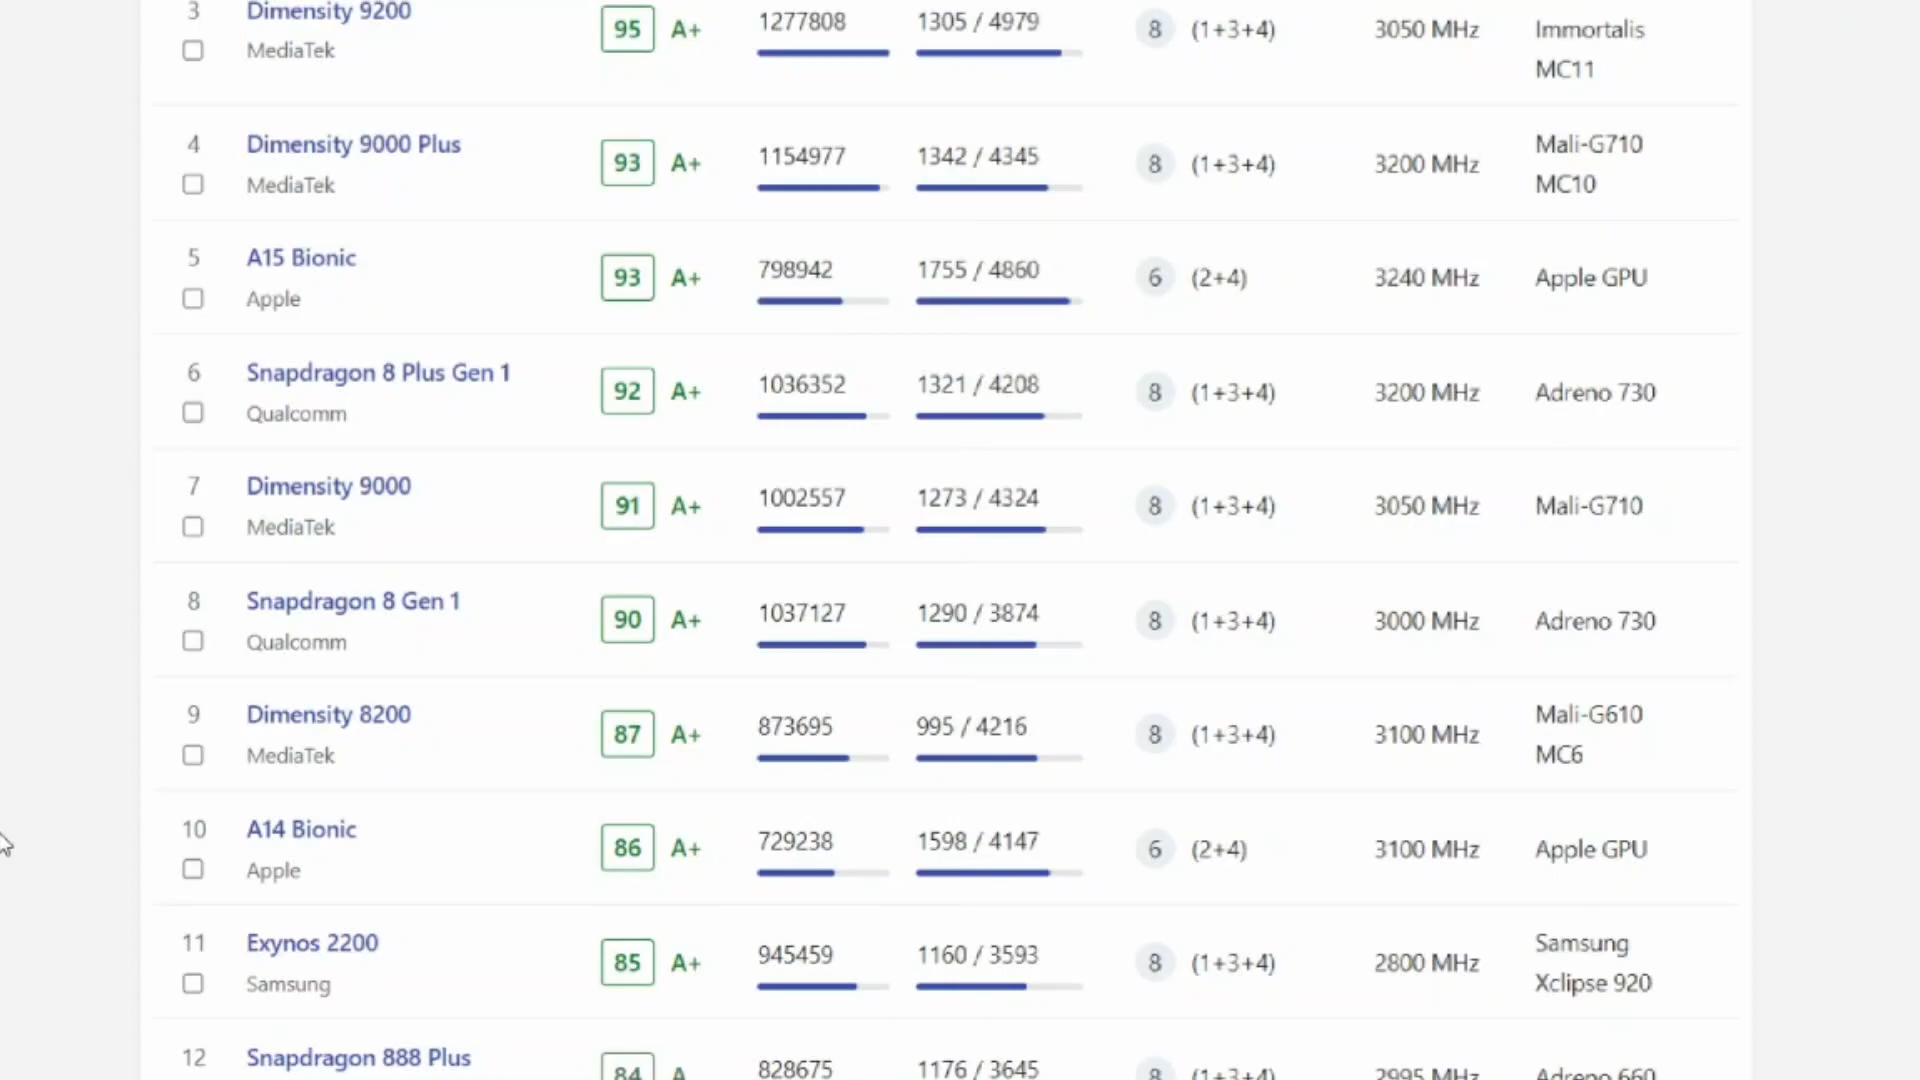 3 Dimensity 9200 95 A+ 1277808 1305 / 4979 8 (1+3+4) 3050 MHz Immortalis
MediaTek MC11
4 Dimensity 9000 Plus 93 A+ 1154977 1342 / 4345 8 (1+3+4) 3200 MHz Mali-G710
MediaTek MC10
5 A15 Bionic 93 A+ 798942 1755 / 4860 6 (2+4) 3240 MHz Apple GPU
Apple
6 Snapdragon 8 Plus Gen 1 92 A+ 1036352 1321 / 4208 8 (1+3+4) 3200 MHz Adreno 730
Qualcomm
7 Dimensity 9000 91 A+ 1002557 1273 / 4324 8 (1+3+4) 3050 MHz Mali-G710
MediaTek
8 Snapdragon 8 Gen 1 90 A+ 1037127 1290 / 3874 8 (1+3+4) 3000 MHz Adreno 730
Qualcomm
9 Dimensity 8200 87 A+ 873695 995 / 4216 8 (1+3+4) 3100 MHz Mali-G610
MediaTek MC6
10 A14 Bionic 86 A+ 729238 1598 / 4147 6 (2+4) 3100 MHz Apple GPU
Apple
11 Exynos 2200 85 A+ 945459 1160 / 3593 8 (1+3+4) 2800 MHz Samsung
Samsung Xclipse 920
12 Snapdragon 888 Plus 84 A 828675 1176 / 3645 8 (1+3+4) 2995 MHz Adreno 660